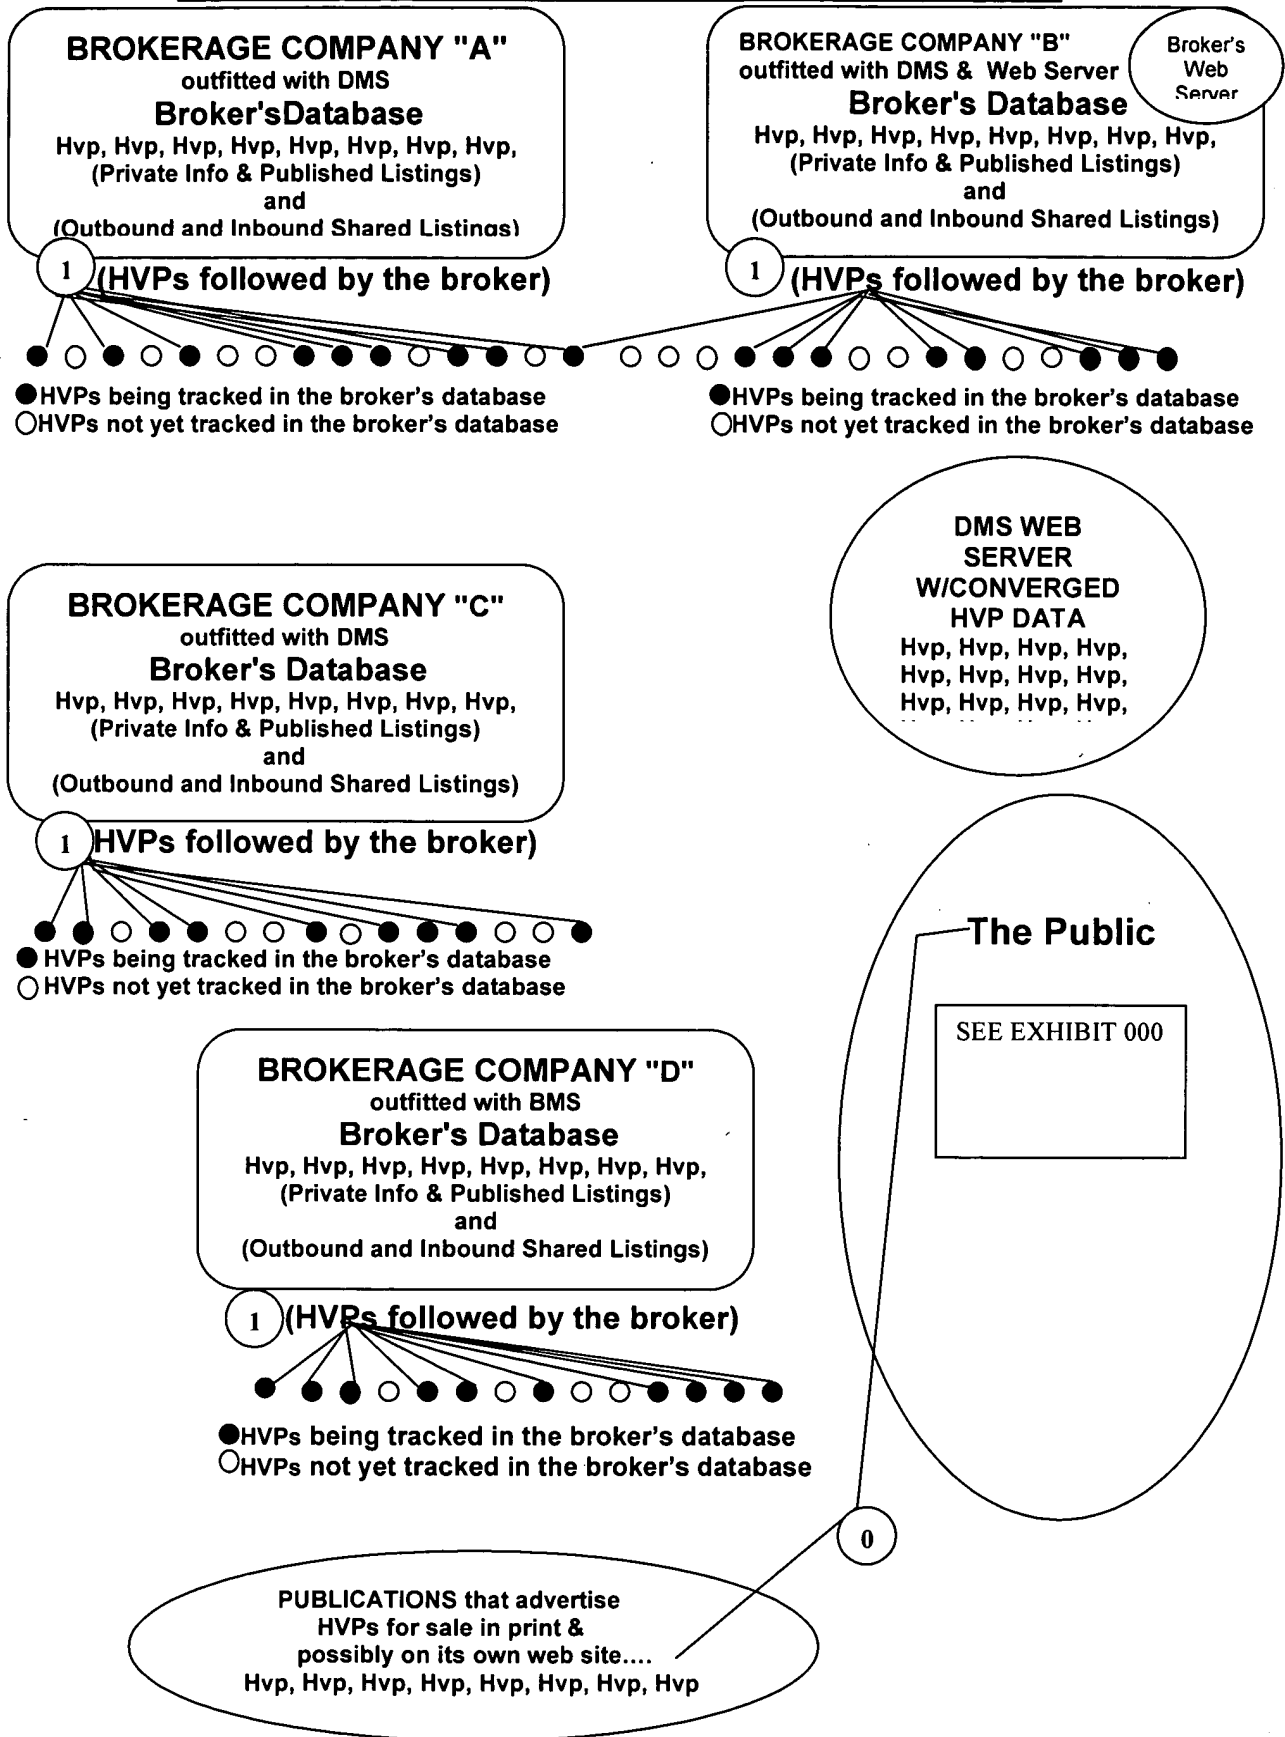 BROKERAGE COMPANY "A"
outfitted with DMS
Broker'sDatabase
Hvp, Hvp, Hvp, Hvp, Hvp, Hvp, Hvp, Hvp,
(Private Info & Published Listings)
and
(Outbound and Inbound Shared Listings)
1 (HVPs followed by the broker)
HVPs being tracked in the broker's database
HVPs not yet tracked in the broker's database
BROKERAGE COMPANY "B"
outfitted with DMS & Web Server
Broker's Database
Hvp, Hvp, Hvp, Hvp, Hvp, Hvp, Hvp, Hvp,
(Private Info & Published Listings)
and
(Outbound and Inbound Shared Listings)
Broker's
Web
Server
1 (HVPs followed by the broker)
HVPs being tracked in the broker's database
HVPs not yet tracked in the broker's database
DMS WEB
SERVER
W/CONVERGED
HVP DATA
Hvp, Hvp, Hvp, Hvp,
Hvp, Hvp, Hvp, Hvp,
Hvp, Hvp, Hvp, Hvp,
BROKERAGE COMPANY "C"
outfitted with DMS
Broker's Database
Hvp, Hvp, Hvp, Hvp, Hvp, Hvp, Hvp, Hvp,
(Private Info & Published Listings)
and
(Outbound and Inbound Shared Listings)
1 HVPs followed by the broker)
HVPs being tracked in the broker's database
HVPs not yet tracked in the broker's database
The Public
SEE EXHIBIT 000
BROKERAGE COMPANY "D"
outfitted with BMS
Broker's Database
Hvp, Hvp, Hvp, Hvp, Hvp, Hvp, Hvp, Hvp,
(Private Info & Published Listings)
and
(Outbound and Inbound Shared Listings)
1 (HVPs followed by the broker)
HVPs being tracked in the broker's database
HVPs not yet tracked in the broker's database
0
PUBLICATIONS that advertise
HVPs for sale in print &
possibly on its own web site....
Hvp, Hvp, Hvp, Hvp, Hvp, Hvp, Hvp, Hvp